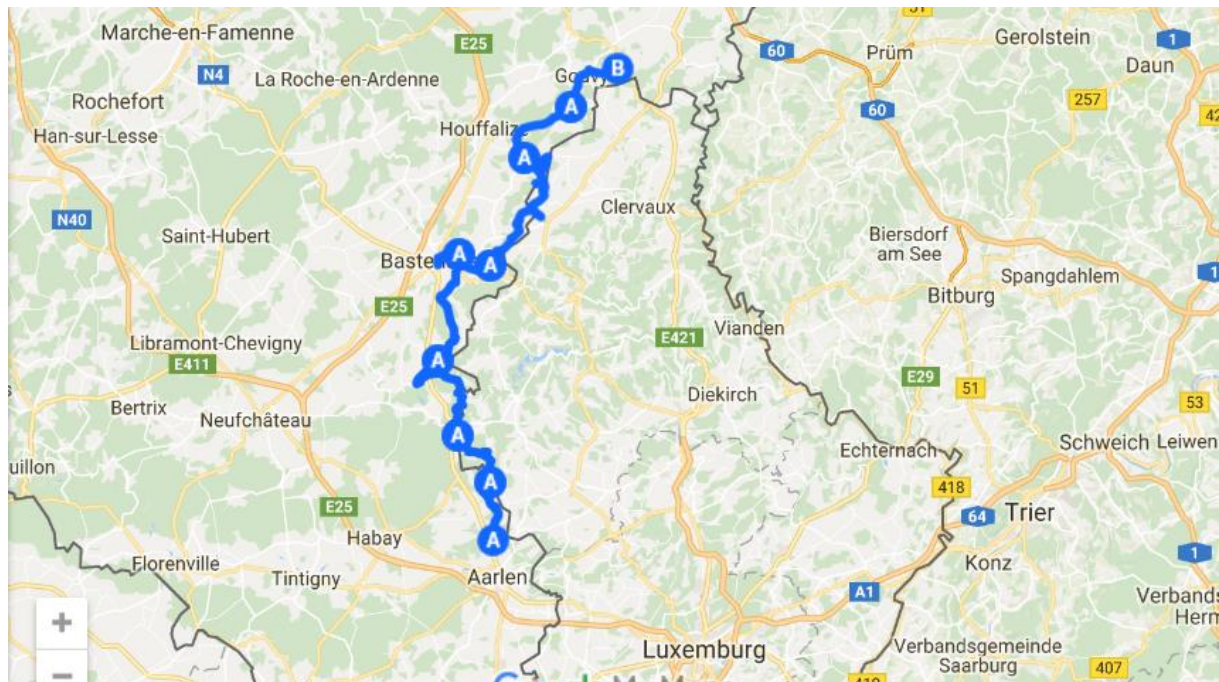 Marche-en-Famenne
E25
51
60
Prüm
Gerolstein
1
Daun
N4
La Roche-en-Ardenne
B
A
Rochefort
257
60
Han-sur-Lesse
Houffalize
A
Clervaux
N40
Saint-Hubert
A
A
Biersdorf
am See
Spangdahlem
Bitburg
E25
Vianden
Libramont-Chevigny
E421
E411
A
E29
51
53
Bertrix
Neufchâteau
Diekirch
A
Echternach
Schweich
Leiwen
A
418
E25
64
Trier
Habay
A
Florenville
Tintigny
Aarlen
Konz
1
A1
+
Luxemburg
Verbandsgemeinde
Saarburg
407
−